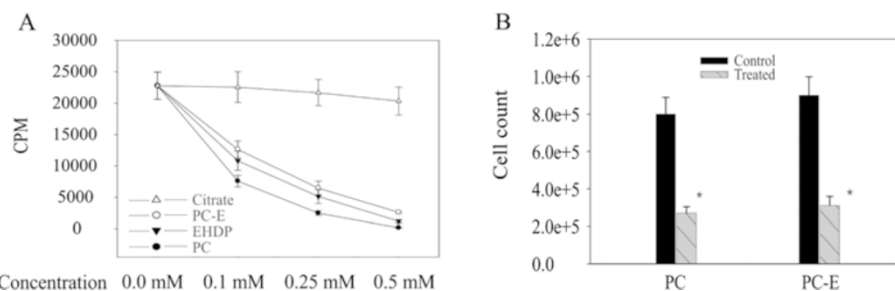 A
30000
25000
20000
15000
10000
5000
0
CPM
Citrate
PC-E
EHDP
PC
Concentration 0.0 mM 0.1 mM 0.25 mM 0.5 mM
B
1.2e+6
1.0e+6
8.0e+5
6.0e+5
4.0e+5
2.0e+5
0.0
Cell count
Control
Treated
*
*
PC PC-E